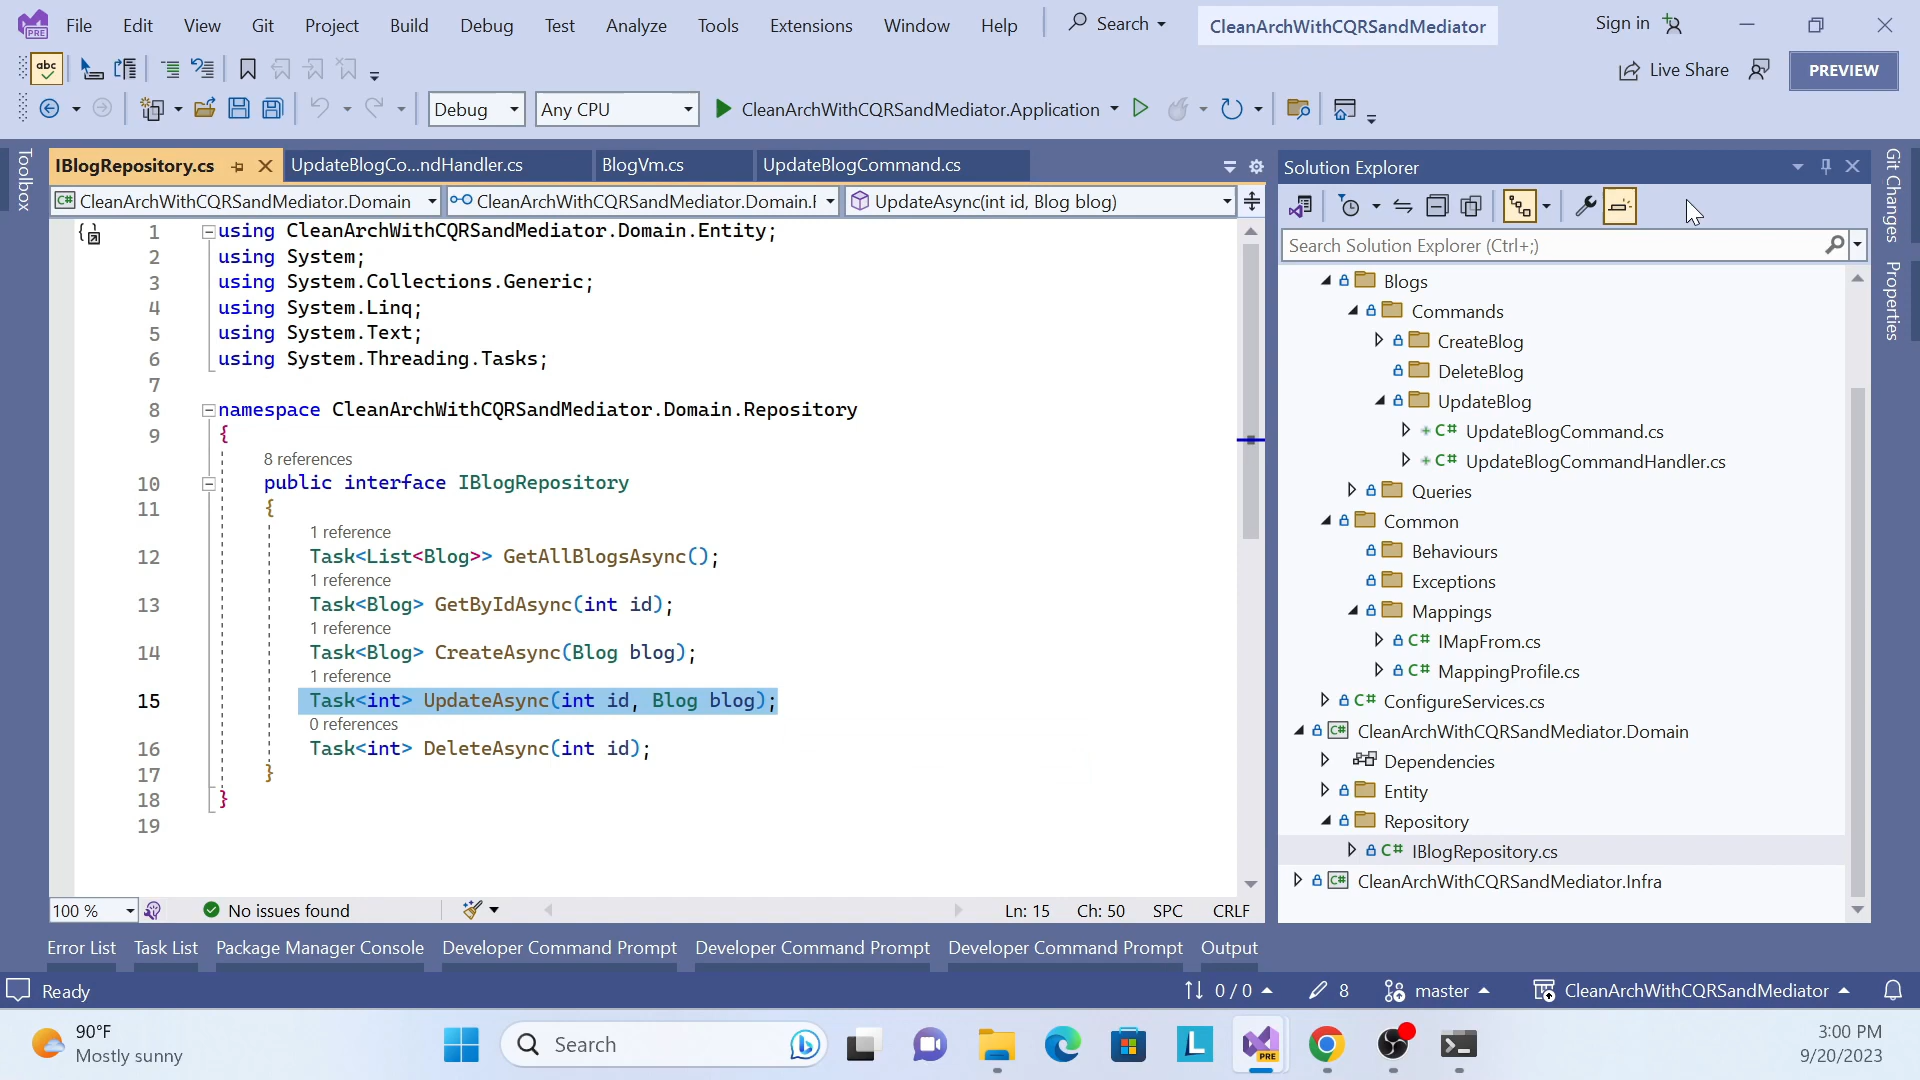 File Edit View Git Project Build Debug Test Analyze Tools Extensions Window Help Search CleanArchWithCQRSandMediator Sign in
PRE
abc
Live Share PREVIEW
Debug Any CPU CleanArchWithCQRSandMediator.Application
Toolbox
IBlogRepository.cs UpdateBlogCo...ndHandler.cs BlogVm.cs UpdateBlogCommand.cs
C# CleanArchWithCQRSandMediator.Domain CleanArchWithCQRSandMediator.Domain.F UpdateAsync(int id, Blog blog)
1 using CleanArchWithCQRSandMediator.Domain.Entity;
2 using System;
3 using System.Collections.Generic;
4 using System.Linq;
5 using System.Text;
6 using System.Threading.Tasks;
7
8 namespace CleanArchWithCQRSandMediator.Domain.Repository
9 {
8 references
10 public interface IBlogRepository
11 {
1 reference
12 Task<List<Blog>> GetAllBlogsAsync();
1 reference
13 Task<Blog> GetByIdAsync(int id);
1 reference
14 Task<Blog> CreateAsync(Blog blog);
1 reference
15 Task<int> UpdateAsync(int id, Blog blog);
0 references
16 Task<int> DeleteAsync(int id);
17 }
18 }
19
100 % No issues found Ln: 15 Ch: 50 SPC CRLF
Solution Explorer
Search Solution Explorer (Ctrl+;)
Blogs
Commands
CreateBlog
DeleteBlog
UpdateBlog
C# UpdateBlogCommand.cs
C# UpdateBlogCommandHandler.cs
Queries
Common
Behaviours
Exceptions
Mappings
C# IMapFrom.cs
C# MappingProfile.cs
C# ConfigureServices.cs
C# CleanArchWithCQRSandMediator.Domain
Dependencies
Entity
Repository
C# IBlogRepository.cs
C# CleanArchWithCQRSandMediator.Infra
Git Changes
Properties
Error List Task List Package Manager Console Developer Command Prompt Developer Command Prompt Developer Command Prompt Output
Ready 0 / 0 8 master CleanArchWithCQRSandMediator
90°F
Mostly sunny
Search
L
PRE
3:00 PM
9/20/2023